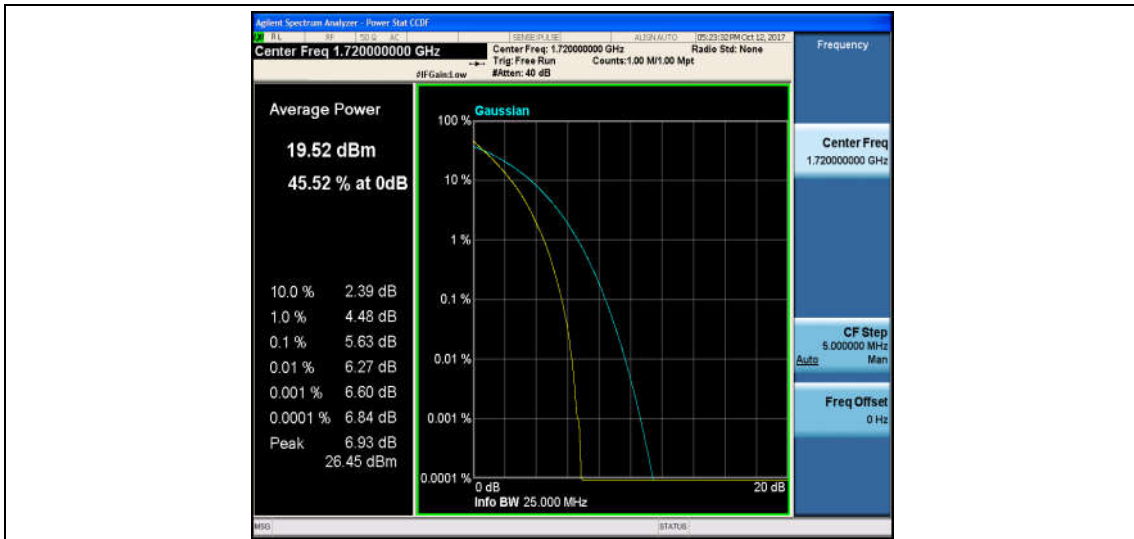 Agilent Spectrum Analyzer - Power Stat CCDF
RL RF 50 Ω AC SENSE:PULSE ALIGNAUTO 05:23:32 PM Oct 12, 2017
Center Freq 1.720000000 GHz
Center Freq: 1.720000000 GHz Radio Std: None
Trig: Free Run Counts:1.00 M/1.00 Mpt
#IFGain:Low #Atten: 40 dB
Frequency
Average Power
19.52 dBm
45.52 % at 0dB
10.0 % 2.39 dB
1.0 % 4.48 dB
0.1 % 5.63 dB
0.01 % 6.27 dB
0.001 % 6.60 dB
0.0001 % 6.84 dB
Peak 6.93 dB
26.45 dBm
Gaussian
100 %
10 %
1 %
0.1 %
0.01 %
0.001 %
0.0001 %
0 dB 20 dB
Info BW 25.000 MHz
Center Freq
1.720000000 GHz
CF Step
5.000000 MHz
Auto Man
Freq Offset
0 Hz
MSG STATUS